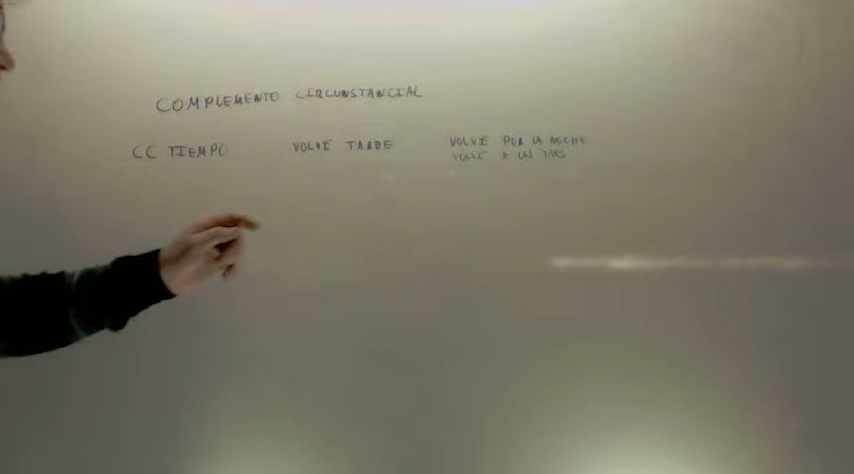 COMPLEMENTO CIRCUNSTANCIAL
CC TIEMPO VOLVÍ TARDE VOLVÍ POR LA NOCHE
VOLVÍ A LAS TRES